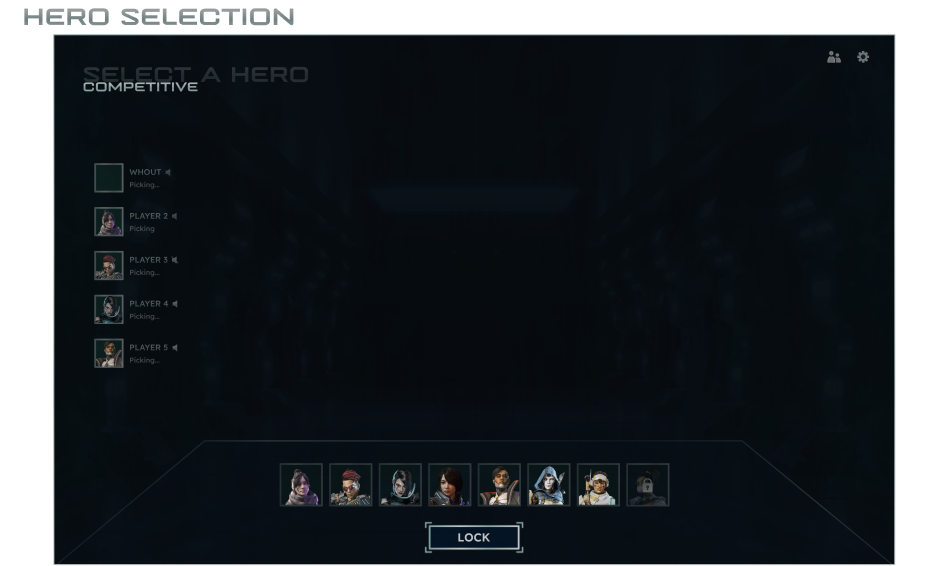 HERO SELECTION
SELECT A HERO
COMPETITIVE
WHOUT
Picking...
PLAYER 2
Picking
PLAYER 3
Picking...
PLAYER 4
Picking...
PLAYER 5
Picking...
LOCK